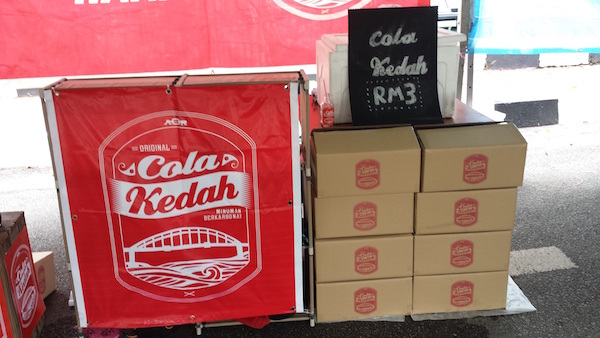 Cola
Kedah
RM3
ORIGINAL
Cola
Kedah
MINUMAN
BERKARBONAT